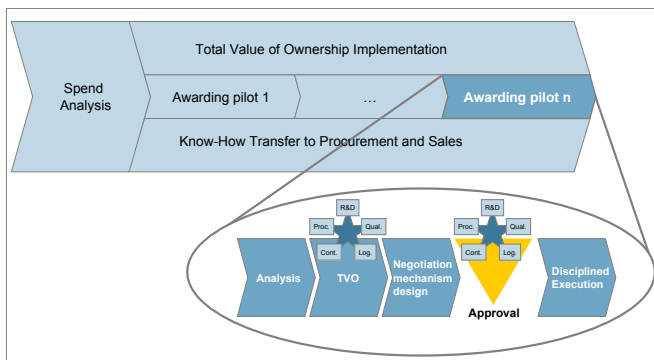 Total Value of Ownership Implementation
Spend
Analysis
Awarding pilot 1
…
Awarding pilot n
Know-How Transfer to Procurement and Sales
R&D
Proc.
Qual.
Cont.
Log.
R&D
Proc.
Qual.
Cont.
Log.
Analysis
TVO
Negotiation
mechanism
design
Approval
Disciplined
Execution